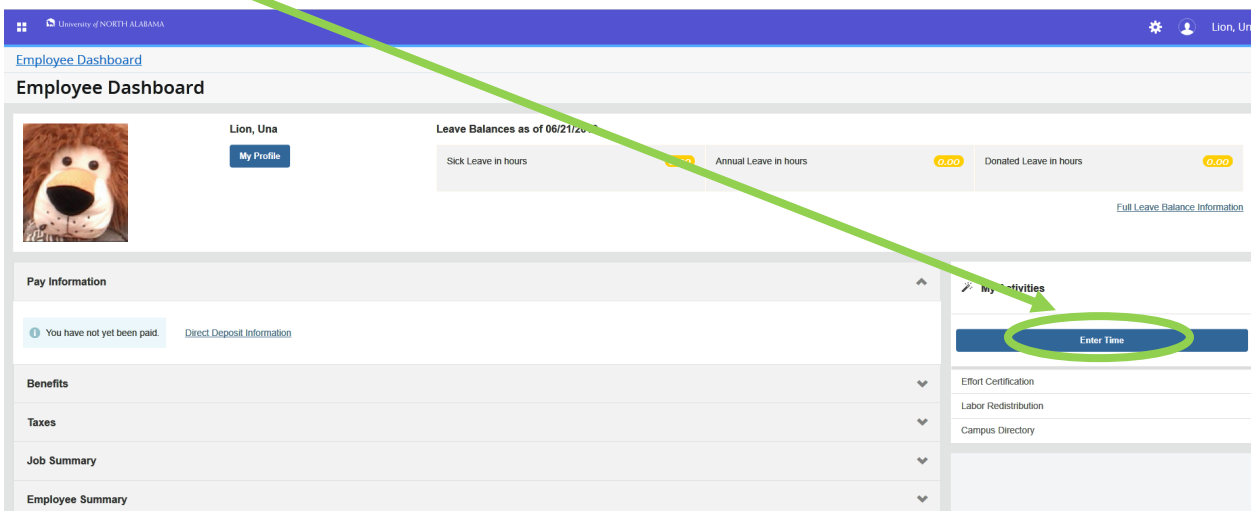 University of NORTH ALABAMA
Lion, Un
Employee Dashboard
Employee Dashboard
Lion, Una
My Profile
Leave Balances as of 06/21/20
Sick Leave in hours
Annual Leave in hours 0.00
Donated Leave in hours 0.00
Full Leave Balance Information
Pay Information
You have not yet been paid. Direct Deposit Information
Benefits
Taxes
Job Summary
Employee Summary
My Activities
Enter Time
Effort Certification
Labor Redistribution
Campus Directory